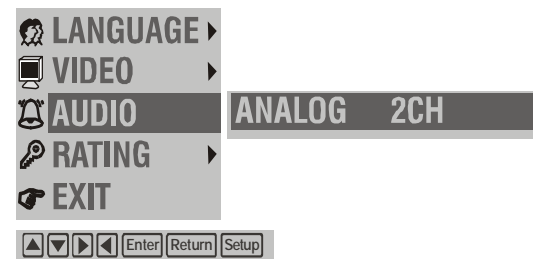 LANGUAGE
VIDEO
AUDIO ANALOG 2CH
RATING
EXIT
Enter Return Setup